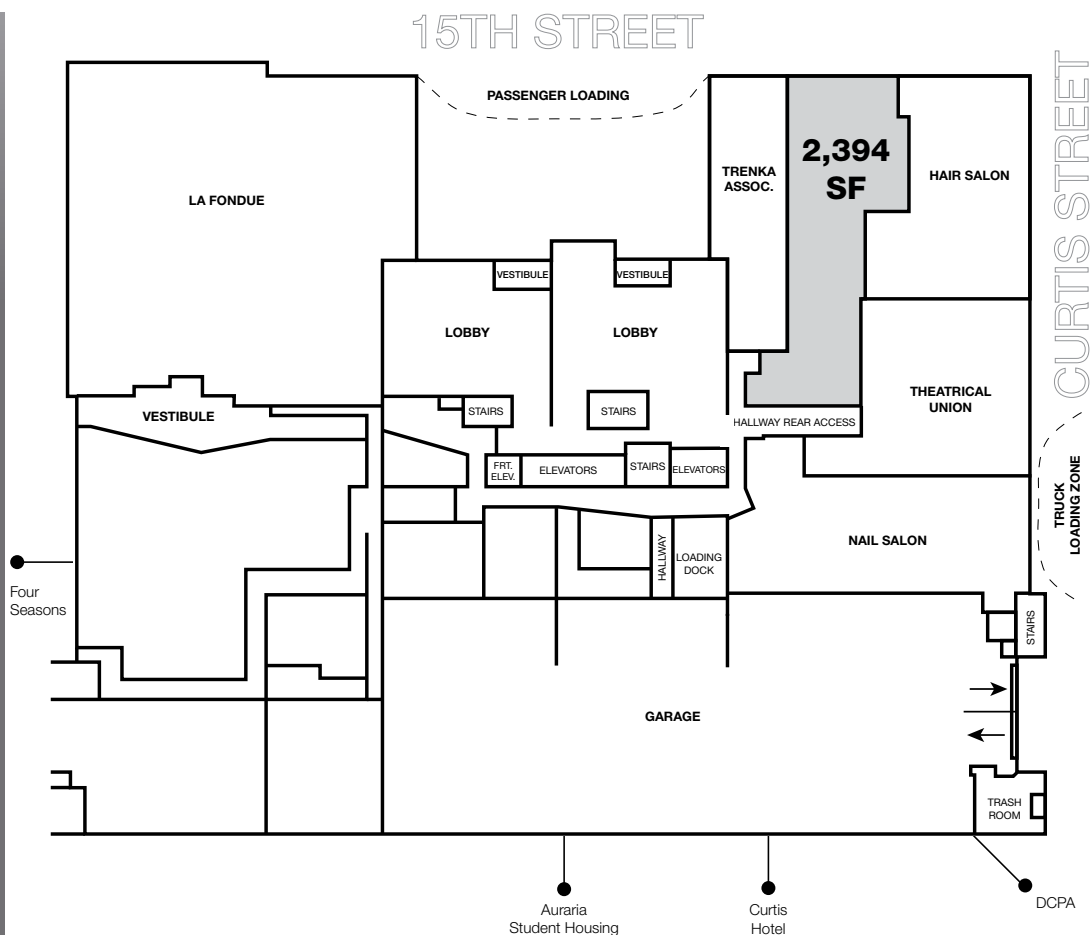 15TH STREET
CURTIS STREET
PASSENGER LOADING
LA FONDUE
TRENKA
ASSOC.
2,394
SF
HAIR SALON
VESTIBULE
VESTIBULE
LOBBY
LOBBY
THEATRICAL
UNION
VESTIBULE
STAIRS
STAIRS
HALLWAY REAR ACCESS
FRT.
ELEV.
ELEVATORS
STAIRS
ELEVATORS
TRUCK
LOADING ZONE
NAIL SALON
HALLWAY
LOADING
DOCK
Four
Seasons
STAIRS
GARAGE
TRASH
ROOM
Auraria
Student Housing
Curtis
Hotel
DCPA